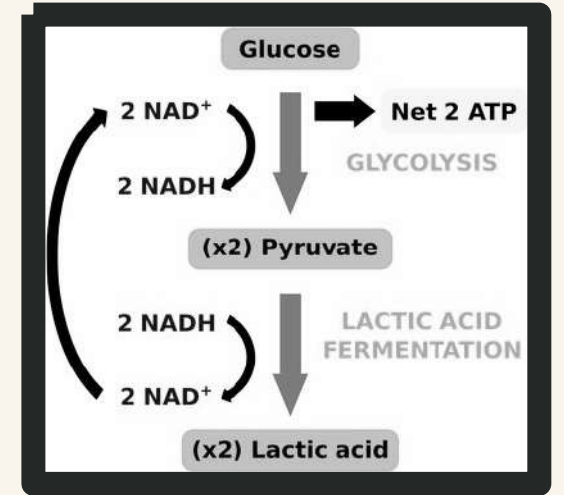 Glucose
2 NAD⁺
Net 2 ATP
GLYCOLYSIS
2 NADH
(x2) Pyruvate
2 NADH
LACTIC ACID
FERMENTATION
2 NAD⁺
(x2) Lactic acid